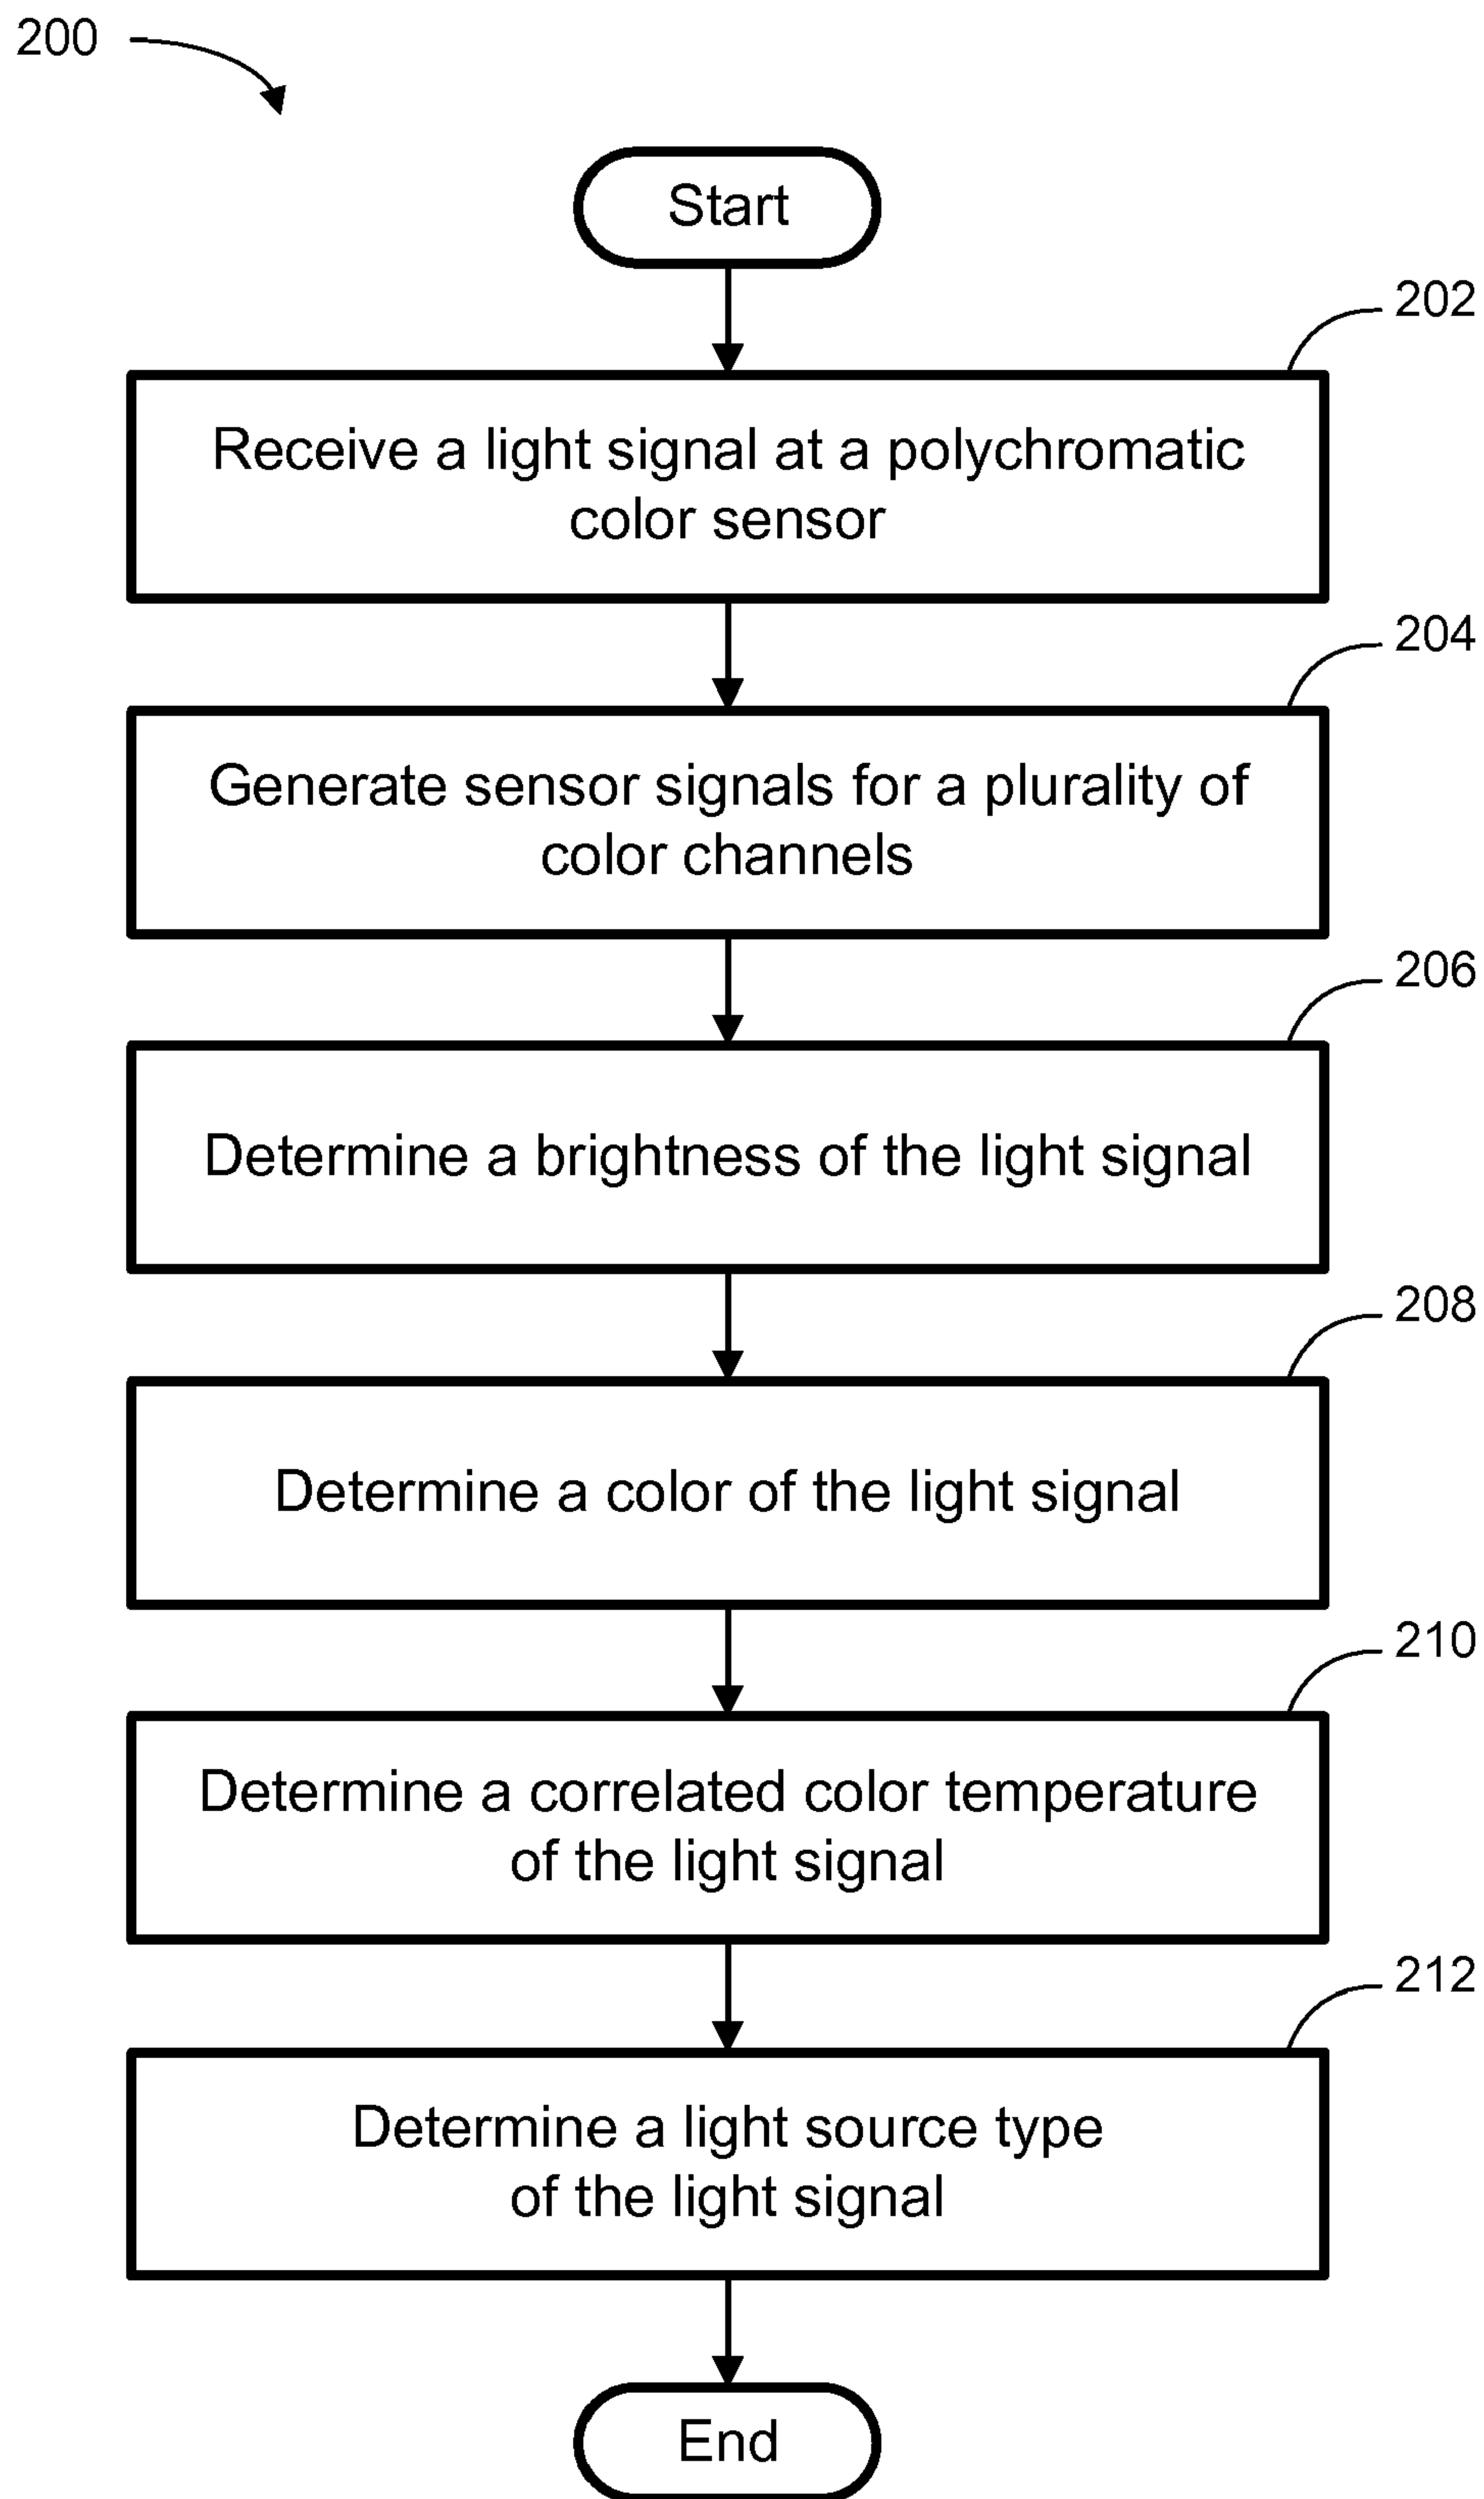 200
Start
202
Receive a light signal at a polychromatic
color sensor
204
Generate sensor signals for a plurality of
color channels
206
Determine a brightness of the light signal
208
Determine a color of the light signal
210
Determine a correlated color temperature
of the light signal
212
Determine a light source type
of the light signal
End